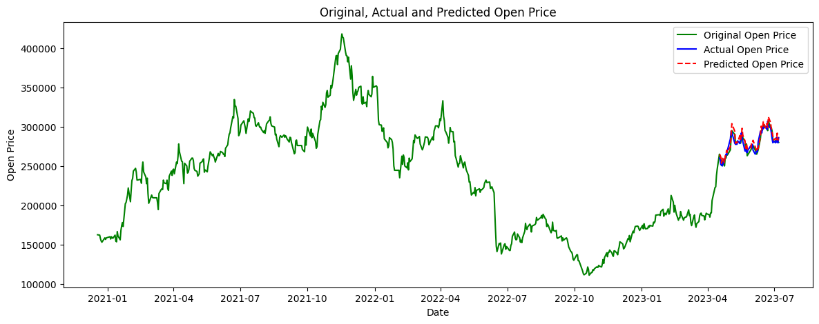 Original, Actual and Predicted Open Price
Original Open Price
Actual Open Price
Predicted Open Price
Open Price
400000
350000
300000
250000
200000
150000
100000
2021-01 2021-04 2021-07 2021-10 2022-01 2022-04 2022-07 2022-10 2023-01 2023-04 2023-07
Date